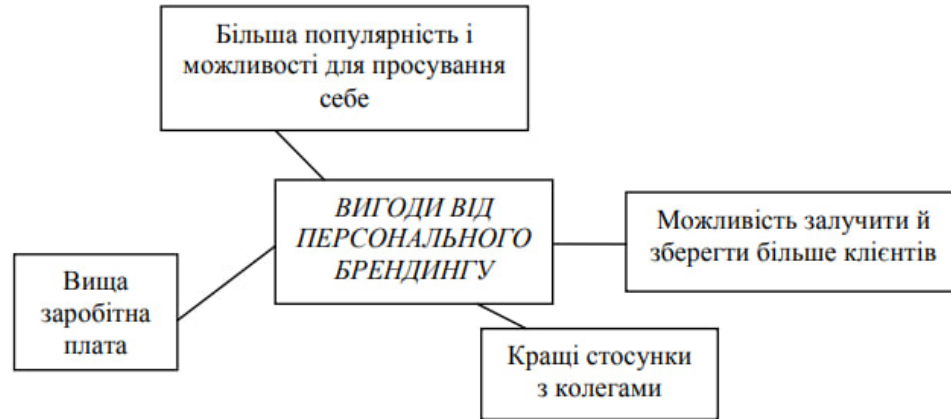 Більша популярність і
можливості для просування
себе
ВИГОДИ ВІД
ПЕРСОНАЛЬНОГО
БРЕНДИНГУ
Можливість залучити й
зберегти більше клієнтів
Вища
заробітна
плата
Кращі стосунки
з колегами